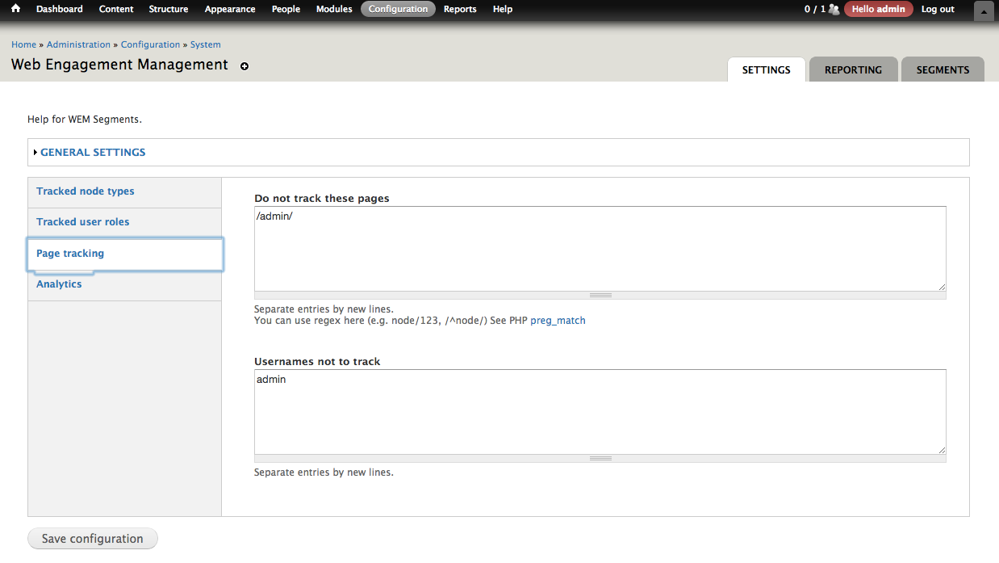 Dashboard Content Structure Appearance People Modules Configuration Reports Help 0 / 1 Hello admin Log out
Home » Administration » Configuration » System
Web Engagement Management
SETTINGS REPORTING SEGMENTS
Help for WEM Segments.
GENERAL SETTINGS
Tracked node types
Tracked user roles
Page tracking
Analytics
Do not track these pages
/admin/
Separate entries by new lines.
You can use regex here (e.g. node/123, /^node/) See PHP preg_match
Usernames not to track
admin
Separate entries by new lines.
Save configuration